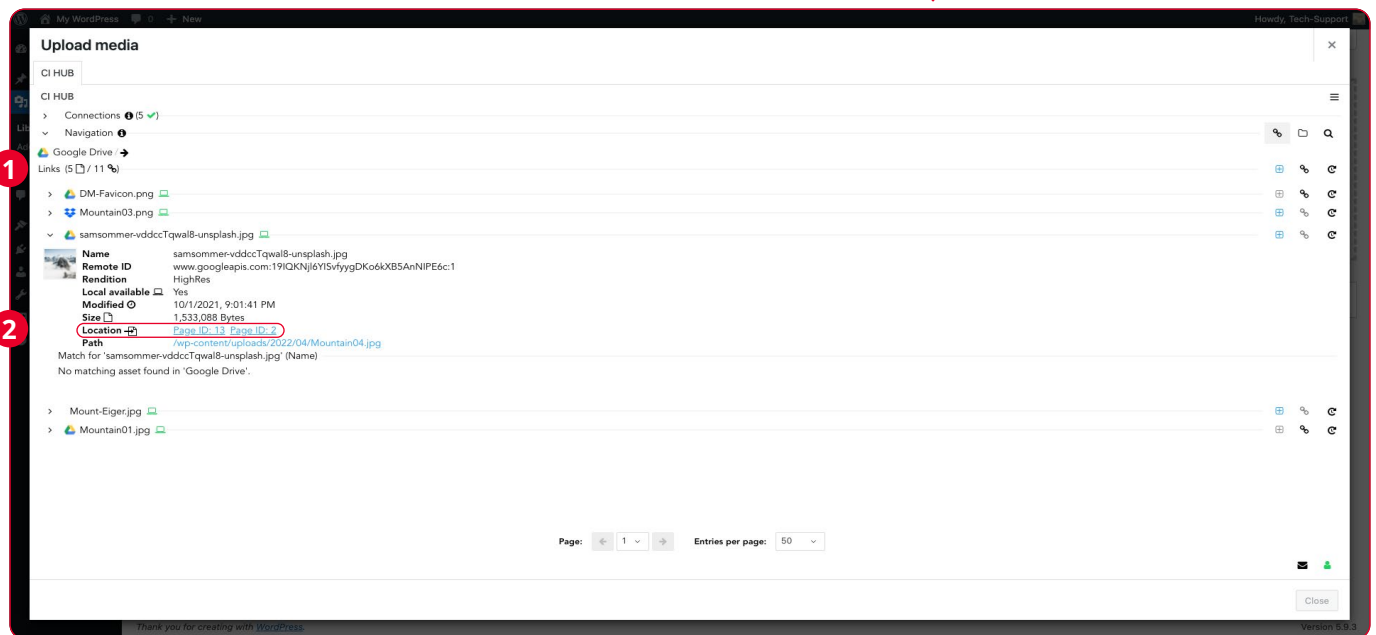 My WordPress 0 + New
Howdy, Tech-Support
Upload media
CI HUB
CI HUB
Connections (5 ✔)
Navigation
Google Drive /
1
Links (5 / 11 )
DM-Favicon.png
Mountain03.png
samsommer-vddccTqwal8-unsplash.jpg
Name samsommer-vddccTqwal8-unsplash.jpg
Remote ID www.googleapis.com:19IQKNjl6YISvfyygDKo6kXB5AnNIPE6c:1
Rendition HighRes
Local available Yes
Modified 10/1/2021, 9:01:41 PM
Size 1,533,088 Bytes
2
Location Page ID: 13 Page ID: 2
Path /wp-content/uploads/2022/04/Mountain04.jpg
Match for 'samsommer-vddccTqwal8-unsplash.jpg' (Name)
No matching asset found in 'Google Drive'.
Mount-Eiger.jpg
Mountain01.jpg
Page: 1 Entries per page: 50
Close
Thank you for creating with WordPress.
Version 5.9.3